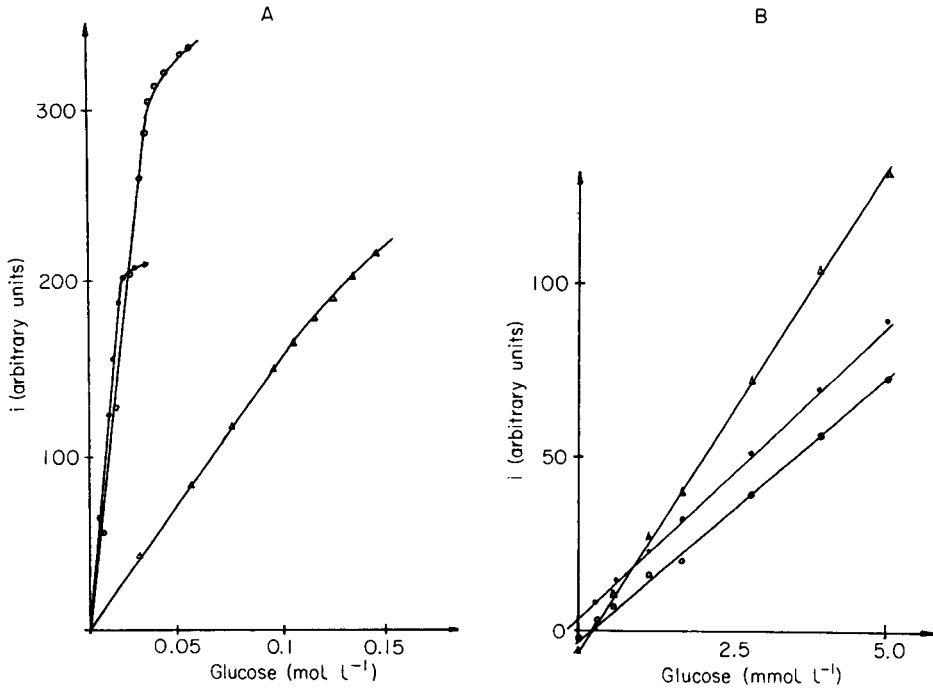 A
300
200
100
i (arbitrary units)
0
0.05
0.1
0.15
Glucose (mol l⁻¹)
B
100
50
0
i (arbitrary units)
2.5
5.0
Glucose (mmol l⁻¹)